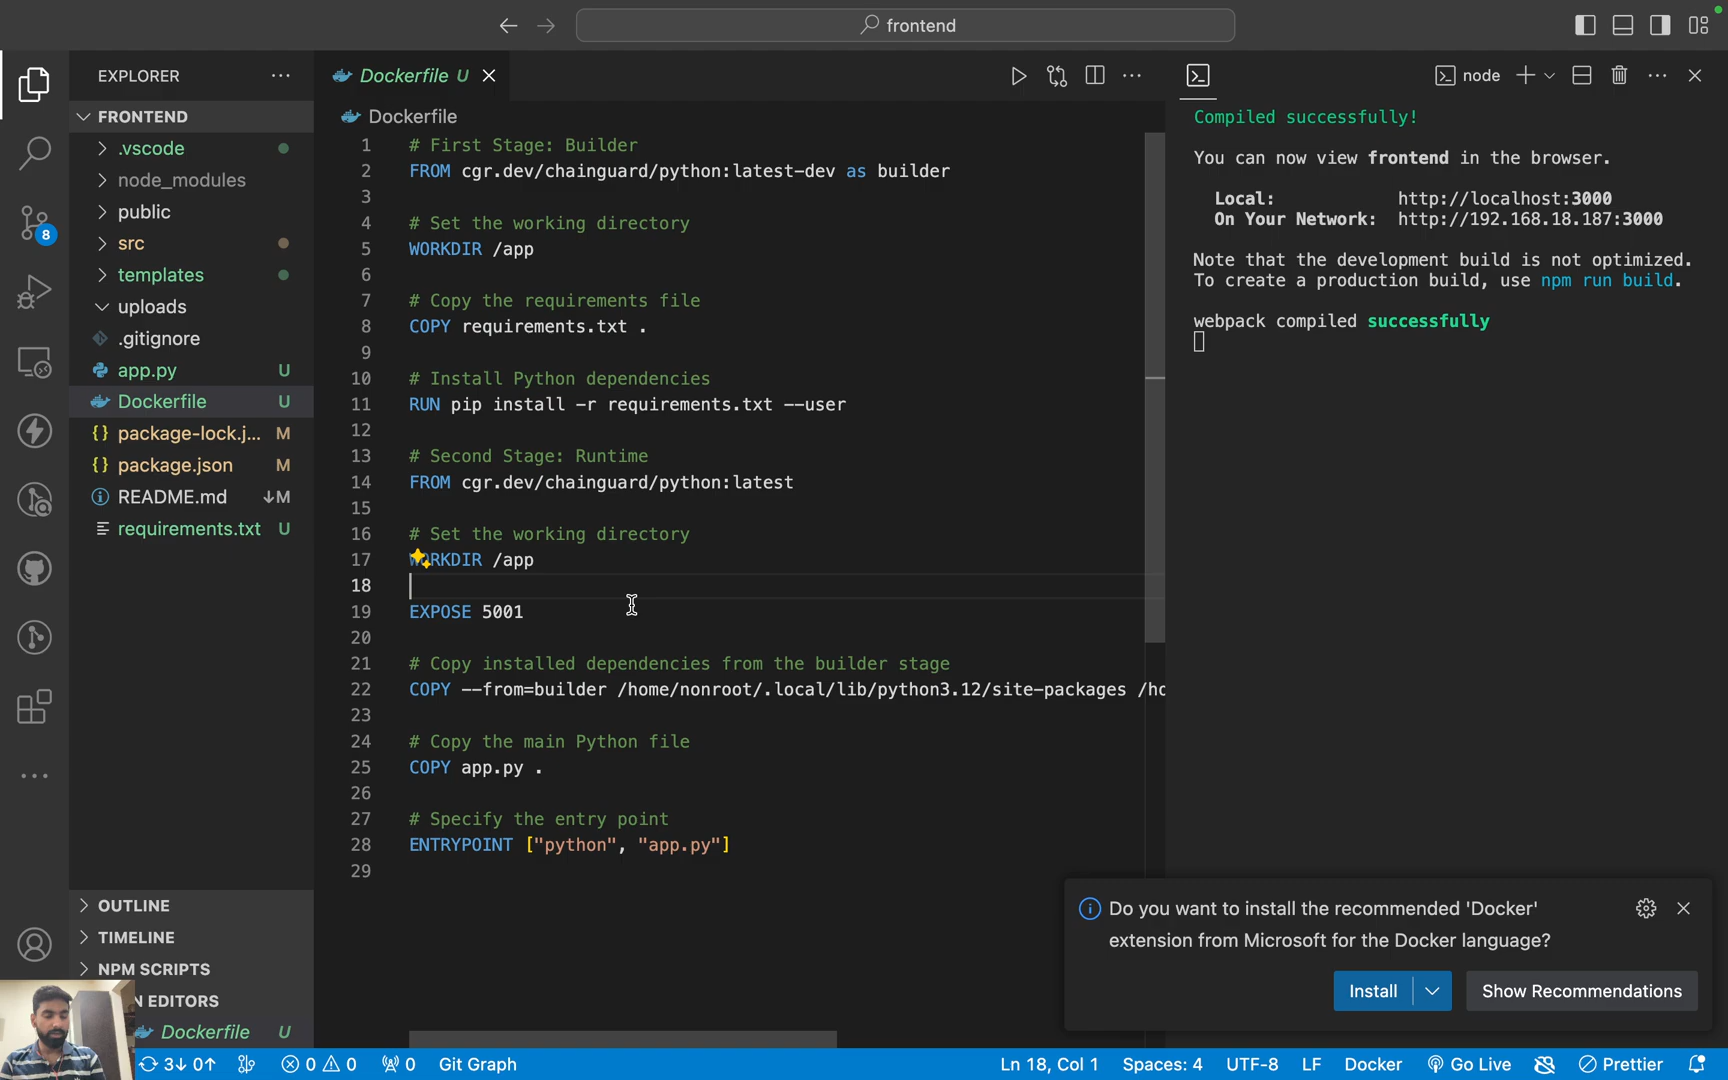 frontend
EXPLORER
FRONTEND
.vscode
node_modules
public
src
templates
uploads
.gitignore
app.py U
Dockerfile U
package-lock.j... M
package.json M
README.md ↓M
requirements.txt U
OUTLINE
TIMELINE
NPM SCRIPTS
N EDITORS
Dockerfile U
Dockerfile U
Dockerfile
1 # First Stage: Builder
2 FROM cgr.dev/chainguard/python:latest-dev as builder
3
4 # Set the working directory
5 WORKDIR /app
6
7 # Copy the requirements file
8 COPY requirements.txt .
9
10 # Install Python dependencies
11 RUN pip install -r requirements.txt --user
12
13 # Second Stage: Runtime
14 FROM cgr.dev/chainguard/python:latest
15
16 # Set the working directory
17 WORKDIR /app
18
19 EXPOSE 5001
20
21 # Copy installed dependencies from the builder stage
22 COPY --from=builder /home/nonroot/.local/lib/python3.12/site-packages /ho
23
24 # Copy the main Python file
25 COPY app.py .
26
27 # Specify the entry point
28 ENTRYPOINT ["python", "app.py"]
29
node
Compiled successfully!
You can now view frontend in the browser.
Local: http://localhost:3000
On Your Network: http://192.168.18.187:3000
Note that the development build is not optimized.
To create a production build, use npm run build.
webpack compiled successfully
Do you want to install the recommended 'Docker'
extension from Microsoft for the Docker language?
Install
Show Recommendations
8
3↓ 0↑
0 0
0
Git Graph
Ln 18, Col 1
Spaces: 4
UTF-8
LF
Docker
Go Live
Prettier